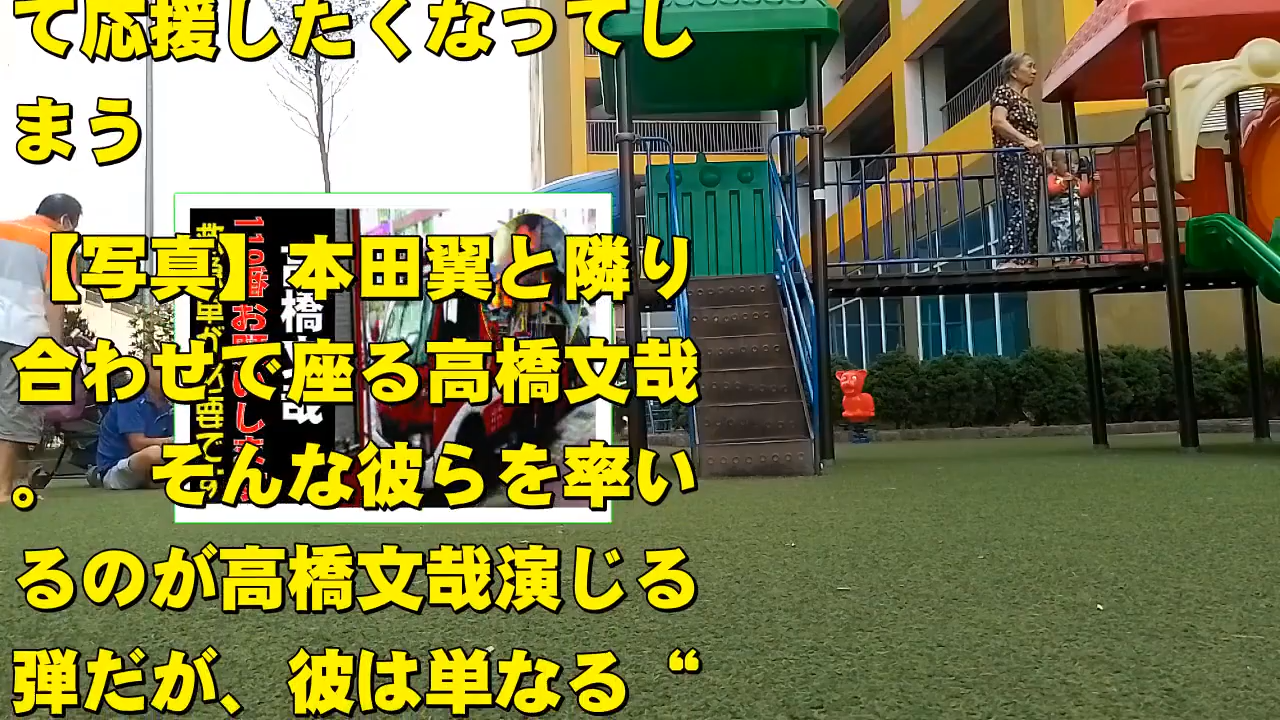 て応援したくなってし
まう
【写真】本田翼と隣り
合わせで座る高橋文哉
。　そんな彼らを率い
るのが高橋文哉演じる
弾だが、彼は単なる“